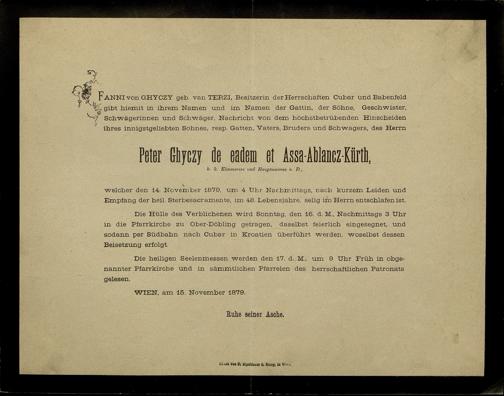 FANNI von GHYCZY geb. van TERZI, Besitzerin der Herrschaften Cubar und Babenfeld
gibt hiemit in ihrem Namen und im Namen der Gattin, der Söhne, Geschwister,
Schwägerinnen und Schwäger, Nachricht von dem höchstbetrübenden Hinscheiden
ihres innigstgeliebten Sohnes, resp. Gatten, Vaters, Bruders und Schwagers, des Herrn
Peter Ghyczy de eadem et Assa-Ablancz-Kürth,
k. k. Kämmerer und Hauptmannes a. D.,
welcher den 14. November 1879, um 4 Uhr Nachmittags, nach kurzem Leiden und
Empfang der heil. Sterbesacramente, im 48. Lebensjahre, selig im Herrn entschlafen ist.
Die Hülle des Verblichenen wird Sonntag, den 16. d. M., Nachmittags 3 Uhr
in die Pfarrkirche zu Ober-Döbling getragen, daselbst feierlich eingesegnet, und
sodann per Südbahn nach Cubar in Kroatien überführt werden, woselbst dessen
Beisetzung erfolgt.
Die heiligen Seelenmessen werden den 17. d. M., um 9 Uhr Früh in obge-
nannter Pfarrkirche und in sämmtlichen Pfarreien des herrschaftlichen Patronats
gelesen.
WIEN, am 15. November 1879.
Ruhe seiner Asche.